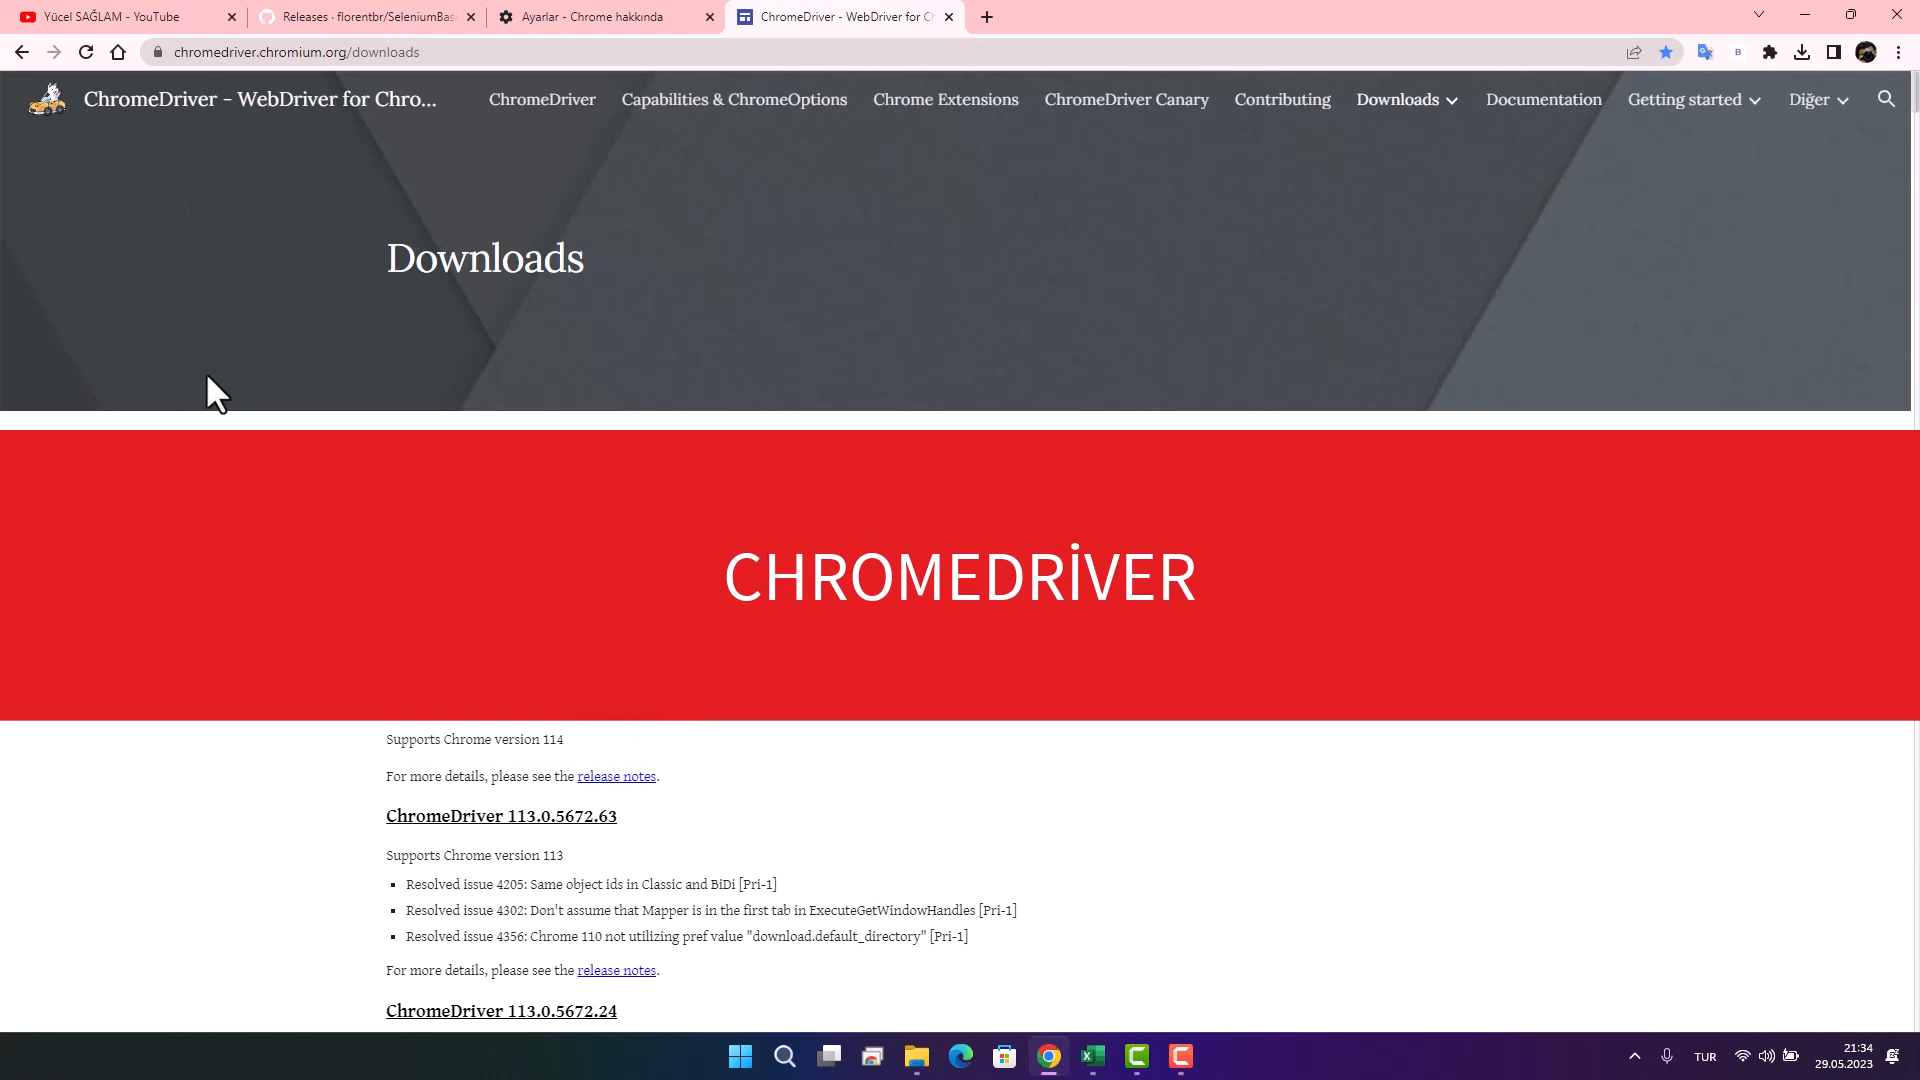 Yücel SAĞLAM - YouTube
Releases · florentbr/SeleniumBas
Ayarlar - Chrome hakkında
ChromeDriver - WebDriver for Ch
chromedriver.chromium.org/downloads
ChromeDriver - WebDriver for Chro...
ChromeDriver
Capabilities & ChromeOptions
Chrome Extensions
ChromeDriver Canary
Contributing
Downloads
Documentation
Getting started
Diğer
Downloads
CHROMEDRİVER
Supports Chrome version 114
For more details, please see the release notes.
ChromeDriver 113.0.5672.63
Supports Chrome version 113
Resolved issue 4205: Same object ids in Classic and BiDi [Pri-1]
Resolved issue 4302: Don't assume that Mapper is in the first tab in ExecuteGetWindowHandles [Pri-1]
Resolved issue 4356: Chrome 110 not utilizing pref value "download.default_directory" [Pri-1]
For more details, please see the release notes.
ChromeDriver 113.0.5672.24
TUR
21:34
29.05.2023